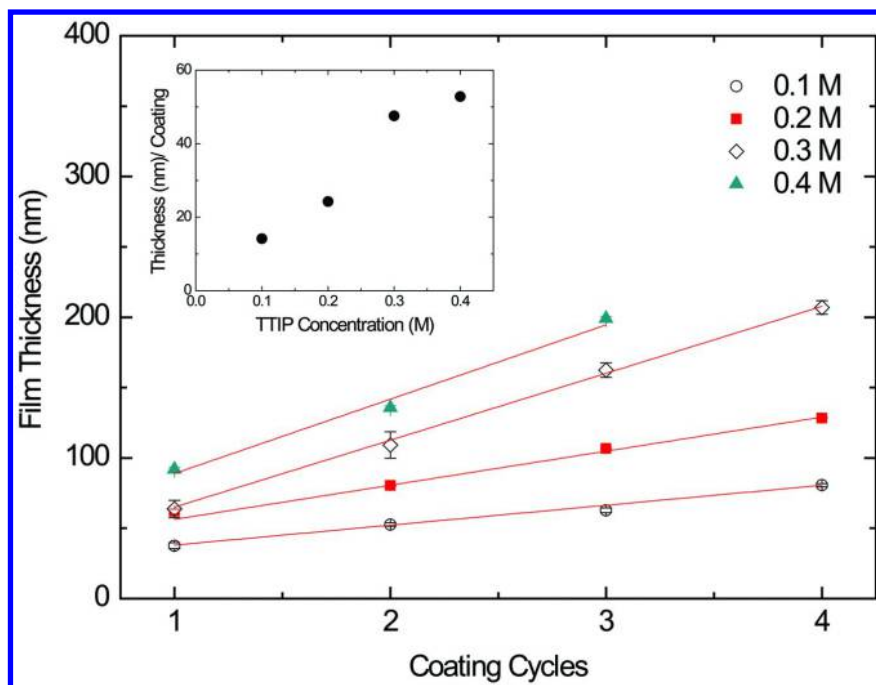 400
300
200
100
0
Film Thickness (nm)
1 2 3 4
Coating Cycles
0.1 M
0.2 M
0.3 M
0.4 M
60
40
20
0
Thickness (nm)/ Coating
0.0 0.1 0.2 0.3 0.4
TTIP Concentration (M)